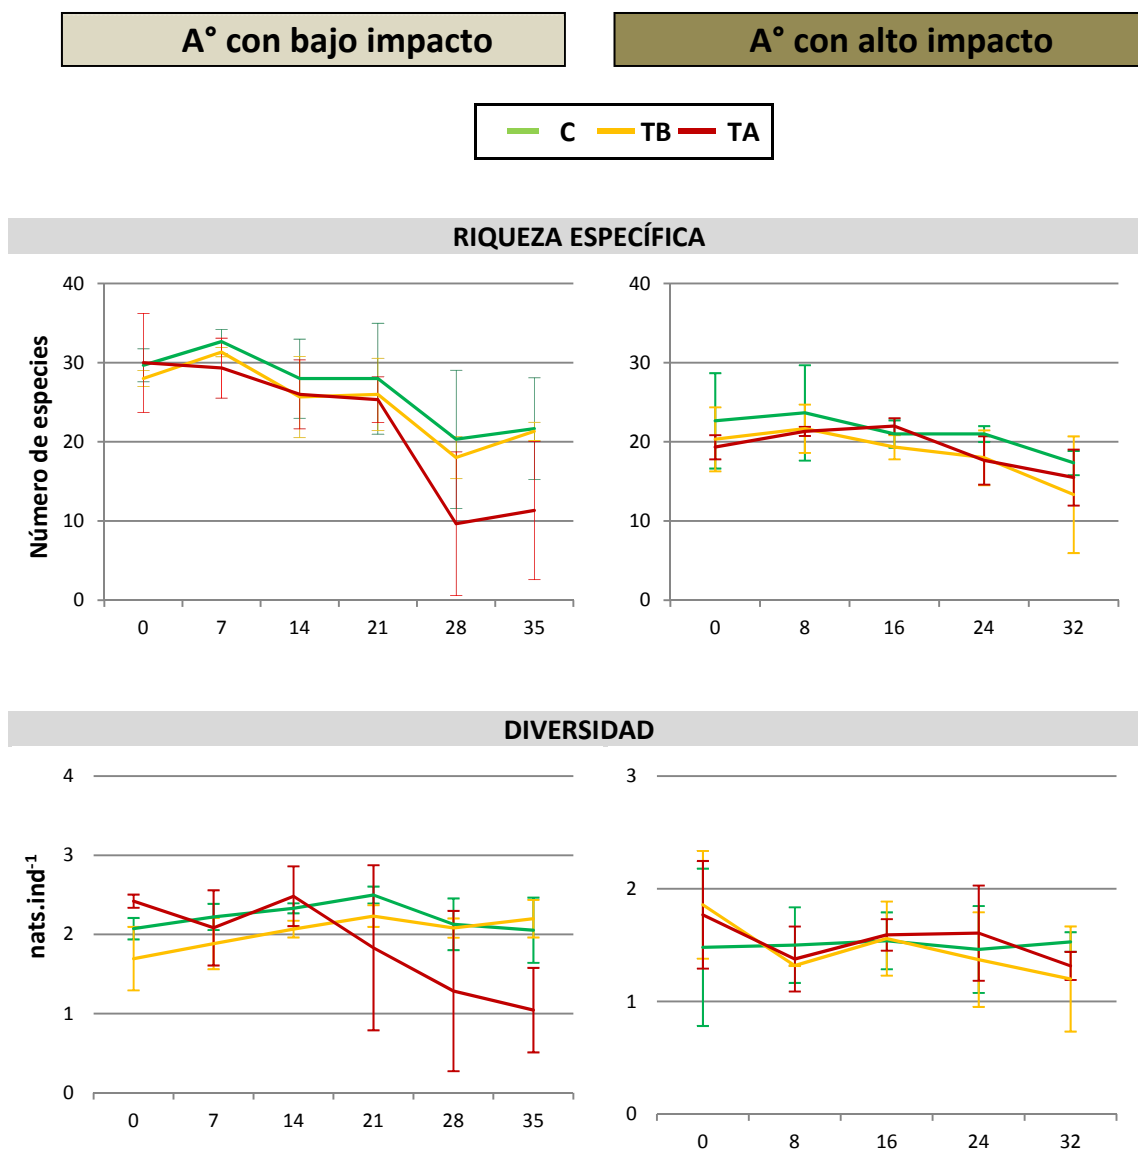 A° con bajo impacto
A° con alto impacto
C TB TA
RIQUEZA ESPECÍFICA
Número de especies
40
30
20
10
0
0 7 14 21 28 35
40
30
20
10
0
0 8 16 24 32
DIVERSIDAD
nats.ind⁻¹
4
3
2
1
0
0 7 14 21 28 35
3
2
1
0
0 8 16 24 32